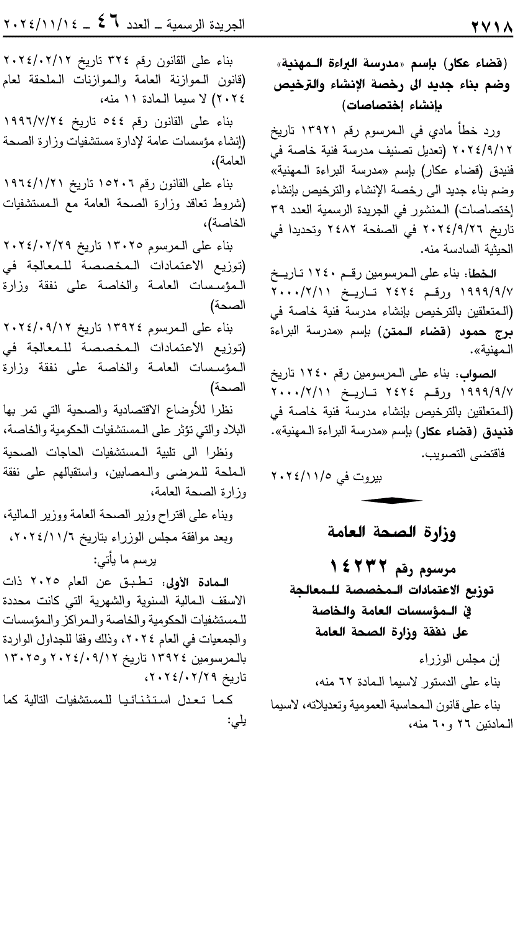 ٢٧١٨
الجريدة الرسمية ــ العدد ٤٦ ــ ٢٠٢٤/١١/١٤
(قضاء عكار) بإسم «مدرسة البراءة المهنية»
وضم بناء جديد الى رخصة الإنشاء والترخيص
بإنشاء إختصاصات)
ورد خطأ مادي في المرسوم رقم ١٣٩٢١ تاريخ
٢٠٢٤/٩/١٢ (تعديل تصنيف مدرسة فنية خاصة في
فنيدق (قضاء عكار) بإسم «مدرسة البراءة المهنية»
وضم بناء جديد الى رخصة الإنشاء والترخيص بإنشاء
إختصاصات) المنشور في الجريدة الرسمية العدد ٣٩
تاريخ ٢٠٢٤/٩/٢٦ في الصفحة ٢٤٨٢ وتحديدا في
الحيثية السادسة منه.
الخطأ: بناء على المرسومين رقم ١٢٤٠ تاريخ
١٩٩٩/٩/٧ ورقم ٢٤٢٤ تاريخ ٢٠٠٠/٢/١١
(المتعلقين بالترخيص بإنشاء مدرسة فنية خاصة في
برج حمود (قضاء المتن) بإسم «مدرسة البراءة
المهنية».
الصواب: بناء على المرسومين رقم ١٢٤٠ تاريخ
١٩٩٩/٩/٧ ورقم ٢٤٢٤ تاريخ ٢٠٠٠/٢/١١
(المتعلقين بالترخيص بإنشاء مدرسة فنية خاصة في
فنيدق (قضاء عكار) بإسم «مدرسة البراءة المهنية».
فاقتضى التصويب.
بيروت في ٢٠٢٤/١١/٥
وزارة الصحة العامة
مرسوم رقم ١٤٢٣٢
توزيع الاعتمادات المخصصة للمعالجة
في المؤسسات العامة والخاصة
على نفقة وزارة الصحة العامة
إن مجلس الوزراء
بناء على الدستور لاسيما المادة ٦٢ منه،
بناء على قانون المحاسبة العمومية وتعديلاته، لاسيما
المادتين ٢٦ و٦٠ منه،
بناء على القانون رقم ٣٢٤ تاريخ ٢٠٢٤/٠٢/١٢
(قانون الموازنة العامة والموازنات الملحقة لعام
٢٠٢٤) لا سيما المادة ١١ منه،
بناء على القانون رقم ٥٤٤ تاريخ ١٩٩٦/٧/٢٤
(إنشاء مؤسسات عامة لإدارة مستشفيات وزارة الصحة
العامة)،
بناء على القانون رقم ١٥٢٠٦ تاريخ ١٩٦٤/١/٢١
(شروط تعاقد وزارة الصحة العامة مع المستشفيات
الخاصة)،
بناء على المرسوم ١٣٠٢٥ تاريخ ٢٠٢٤/٠٢/٢٩
(توزيع الاعتمادات المخصصة للمعالجة في
المؤسسات العامة والخاصة على نفقة وزارة
الصحة)
بناء على المرسوم ١٣٩٢٤ تاريخ ٢٠٢٤/٠٩/١٢
(توزيع الاعتمادات المخصصة للمعالجة في
المؤسسات العامة والخاصة على نفقة وزارة
الصحة)
نظرا للأوضاع الاقتصادية والصحية التي تمر بها
البلاد والتي تؤثر على المستشفيات الحكومية والخاصة،
ونظرا الى تلبية المستشفيات الحاجات الصحية
الملحة للمرضى والمصابين، واستقبالهم على نفقة
وزارة الصحة العامة،
وبناء على اقتراح وزير الصحة العامة ووزير المالية،
وبعد موافقة مجلس الوزراء بتاريخ ٢٠٢٤/١١/٦،
يرسم ما يأتي:
المادة الأولى: تطبق عن العام ٢٠٢٥ ذات
الاسقف المالية السنوية والشهرية التي كانت محددة
للمستشفيات الحكومية والخاصة والمراكز والمؤسسات
والجمعيات في العام ٢٠٢٤، وذلك وفقا للجداول الواردة
بالمرسومين ١٣٩٢٤ تاريخ ٢٠٢٤/٠٩/١٢ و١٣٠٢٥
تاريخ ٢٠٢٤/٠٢/٢٩،
كما تعدل استثنائيا للمستشفيات التالية كما
يلي: